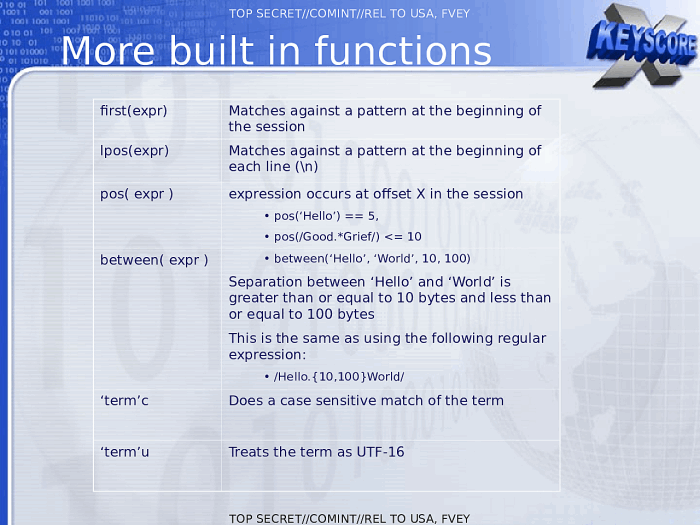 TOP SECRET//COMINT//REL TO USA, FVEY
More built in functions
X KEYSCORE
first(expr)
Matches against a pattern at the beginning of
the session
lpos(expr)
Matches against a pattern at the beginning of
each line (\n)
pos( expr )
expression occurs at offset X in the session
• pos(‘Hello’) == 5,
• pos(/Good.*Grief/) <= 10
between( expr )
• between(‘Hello’, ‘World’, 10, 100)
Separation between ‘Hello’ and ‘World’ is
greater than or equal to 10 bytes and less than
or equal to 100 bytes
This is the same as using the following regular
expression:
• /Hello.{10,100}World/
‘term’c
Does a case sensitive match of the term
‘term’u
Treats the term as UTF-16
TOP SECRET//COMINT//REL TO USA, FVEY